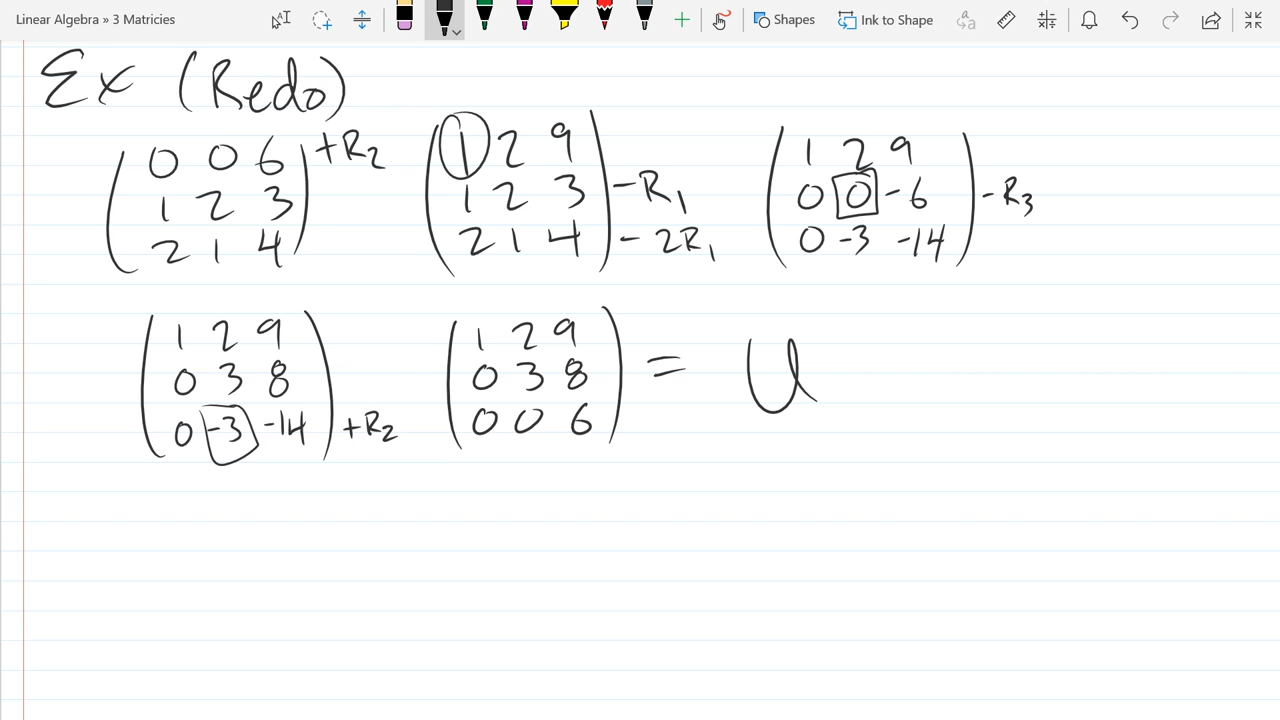 Linear Algebra » 3 Matricies
Shapes
Ink to Shape
Ex (Redo)
0 0 6 +R2
1 2 3
2 1 4
1 2 9
1 2 3 -R1
2 1 4 - 2R1
1 2 9
0 0 -6 -R3
0 -3 -14
1 2 9
0 3 8
0 -3 -14 +R2
1 2 9
0 3 8
0 0 6
= U